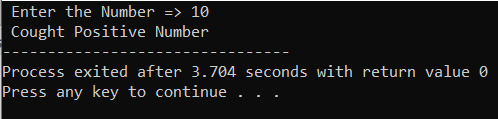 Enter the Number => 10
Cought Positive Number
--------------------------------
Process exited after 3.704 seconds with return value 0
Press any key to continue . . .